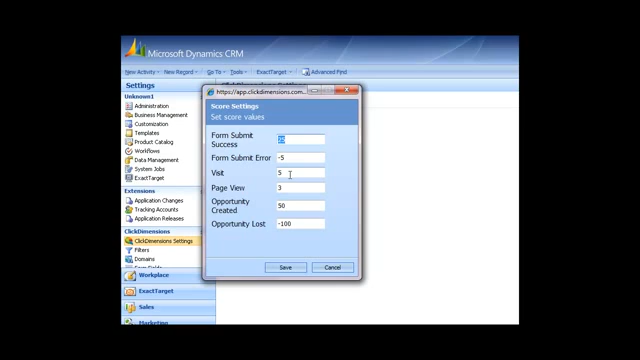 Microsoft Dynamics CRM
New Activity New Record Go To Tools ExactTarget Advanced Find
Settings
Unknown1
Administration
Business Management
Customization
Templates
Product Catalog
Workflows
Data Management
System Jobs
ExactTarget
Application Changes
Tracking Accounts
Application Releases
ClickDimensions
ClickDimensions Settings
Filters
Domains
Workplace
ExactTarget
Sales
Marketing
https://app.clickdimensions.com...
Score Settings
Set score values
Form Submit Success 25
Form Submit Error -5
Visit 5
Page View 3
Opportunity Created 50
Opportunity Lost -100
Save Cancel